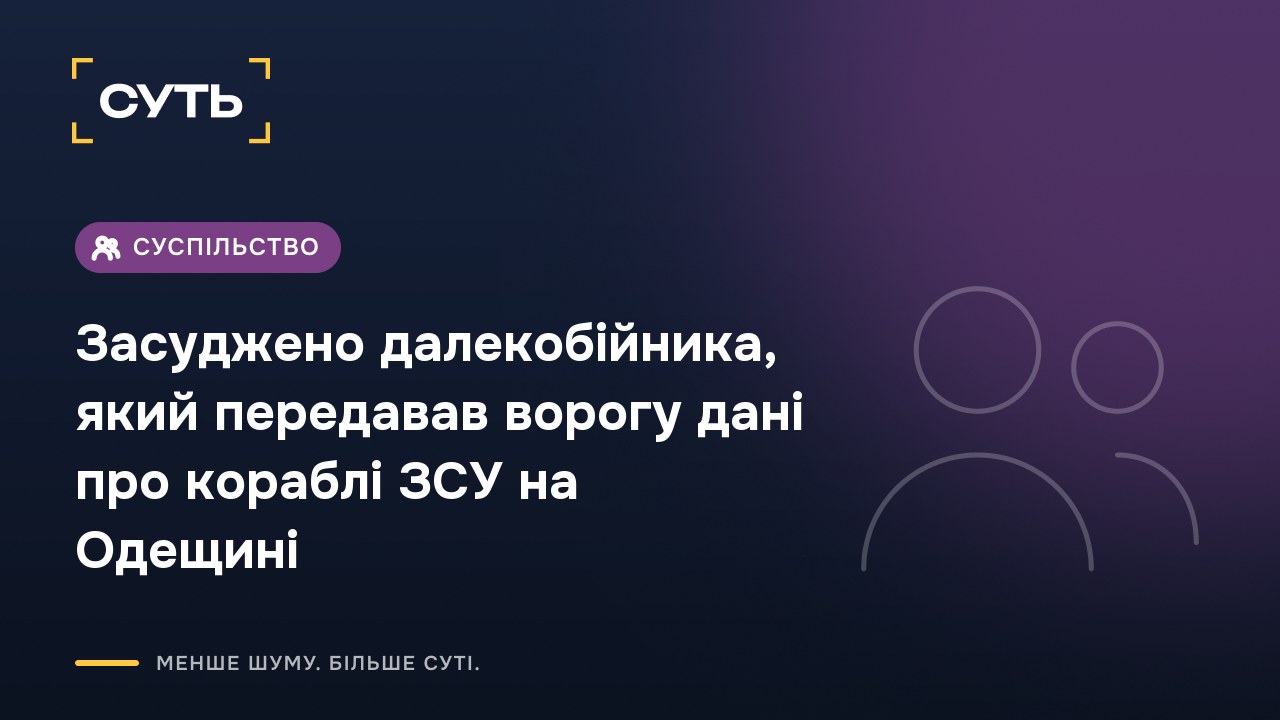 СУТЬ
СУСПІЛЬСТВО
Засуджено далекобійника,
який передавав ворогу дані
про кораблі ЗСУ на
Одещині
МЕНШЕ ШУМУ. БІЛЬШЕ СУТІ.